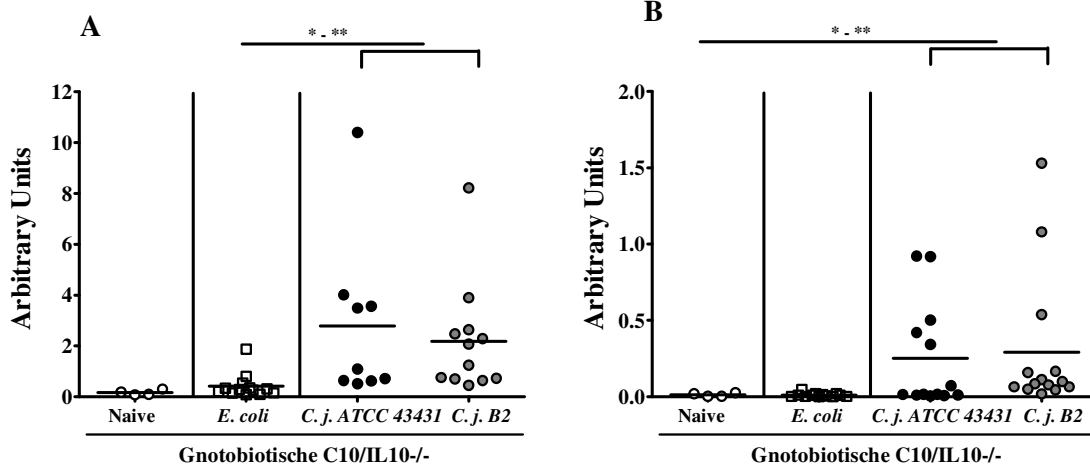 A
* - **
12
10
8
6
4
2
0
Arbitrary Units
Naive E. coli C. j. ATCC 43431 C. j. B2
Gnotobiotische C10/IL10-/-
B
* - **
2.0
1.5
1.0
0.5
0.0
Arbitrary Units
Naive E. coli C. j. ATCC 43431 C. j. B2
Gnotobiotische C10/IL10-/-